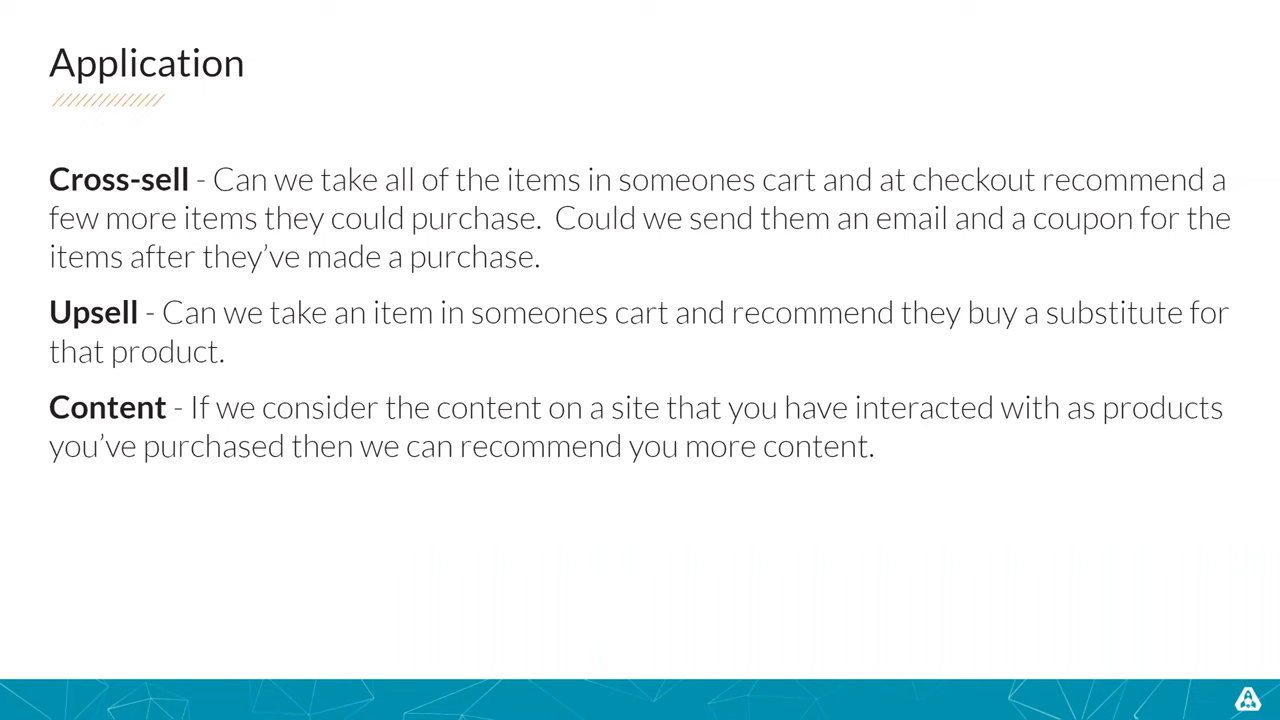 Application
Cross-sell - Can we take all of the items in someones cart and at checkout recommend a
few more items they could purchase.  Could we send them an email and a coupon for the
items after they’ve made a purchase.
Upsell - Can we take an item in someones cart and recommend they buy a substitute for
that product.
Content - If we consider the content on a site that you have interacted with as products
you’ve purchased then we can recommend you more content.